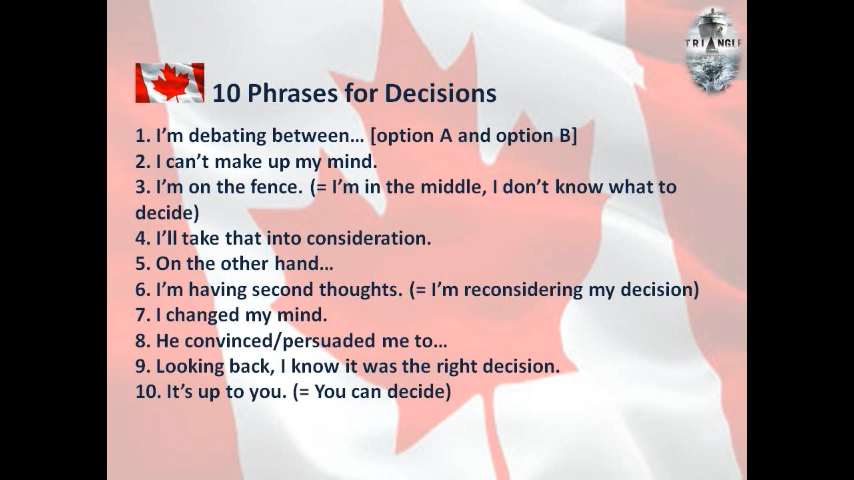 TRIANGLE
10 Phrases for Decisions
1. I’m debating between… [option A and option B]
2. I can’t make up my mind.
3. I’m on the fence. (= I’m in the middle, I don’t know what to
decide)
4. I’ll take that into consideration.
5. On the other hand…
6. I’m having second thoughts. (= I’m reconsidering my decision)
7. I changed my mind.
8. He convinced/persuaded me to…
9. Looking back, I know it was the right decision.
10. It’s up to you. (= You can decide)